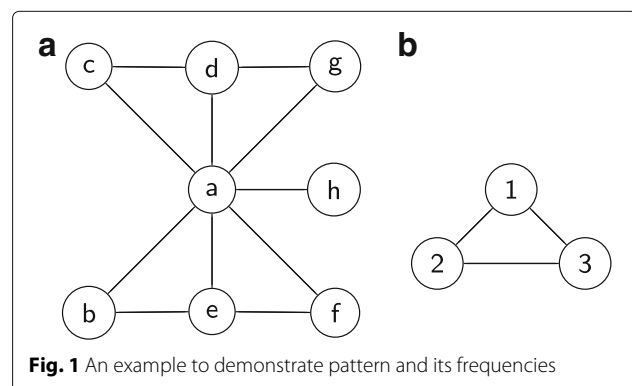 a b
c d g
a h
1
2 3
b e f
Fig. 1 An example to demonstrate pattern and its frequencies